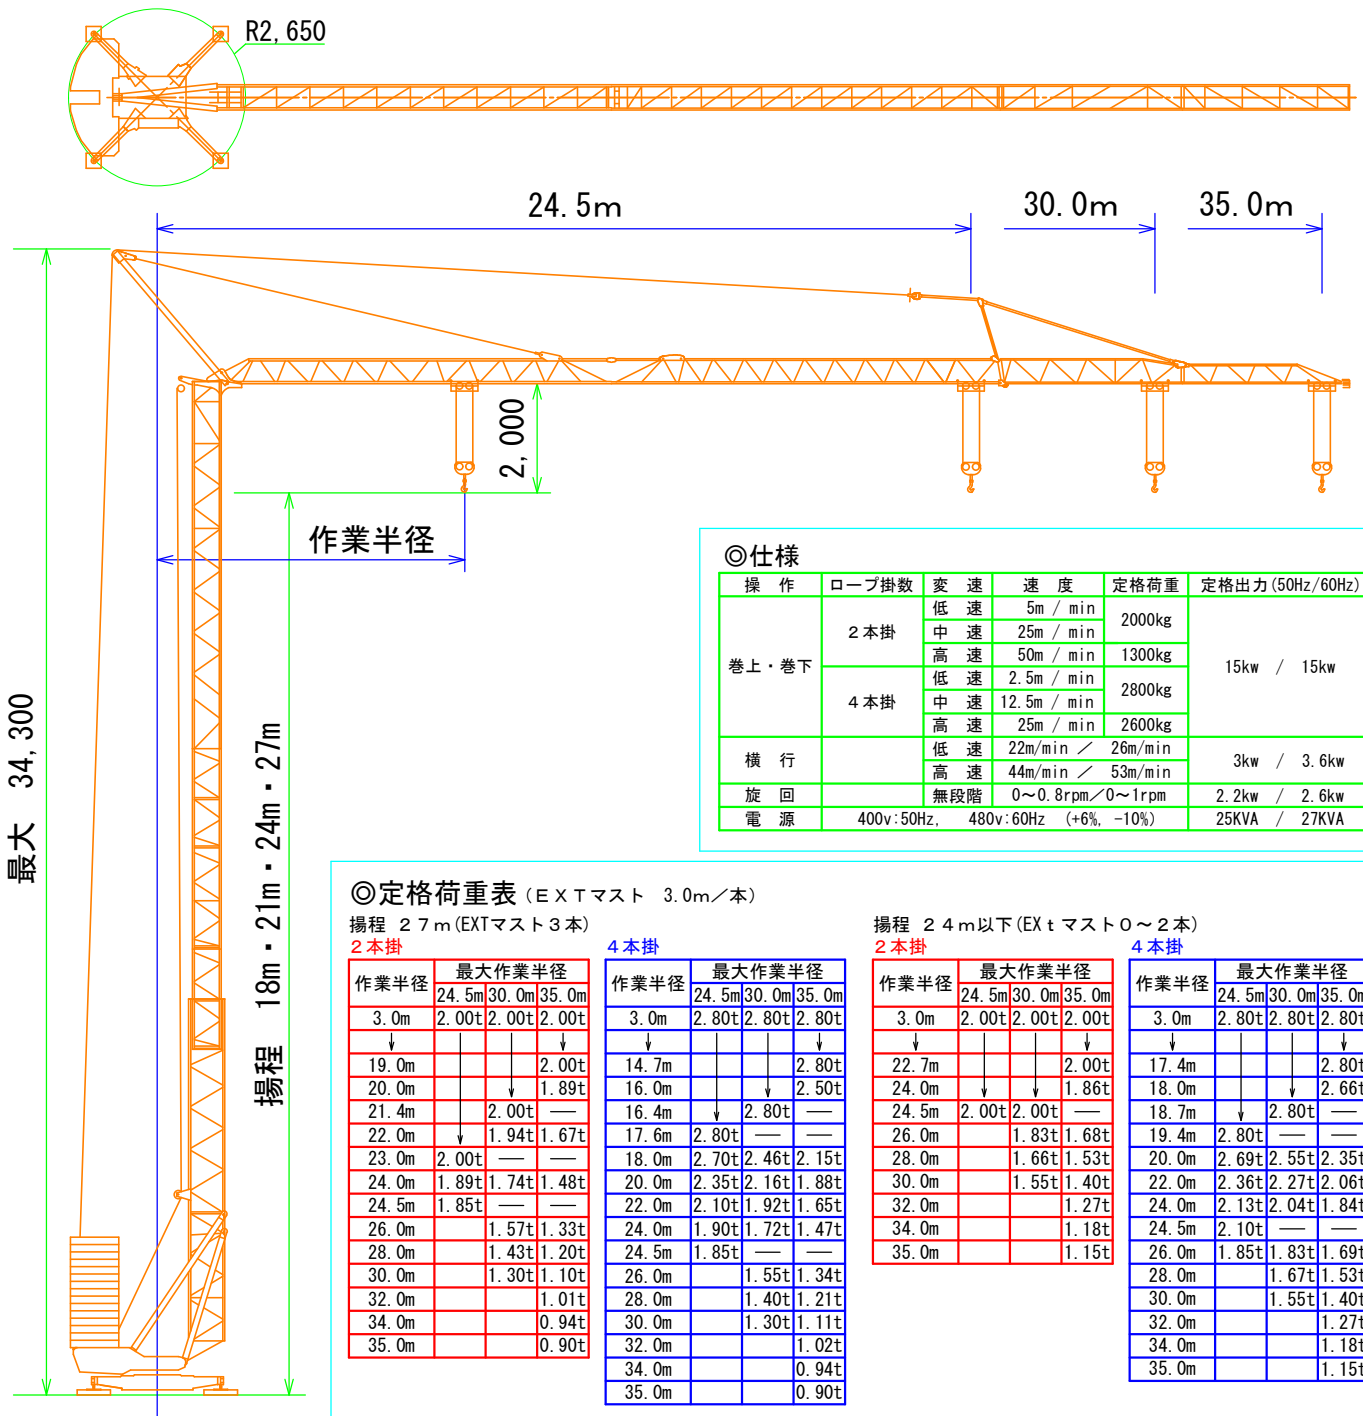 R2,650
24.5m
30.0m
35.0m
最大 34,300
2,000
作業半径
揚程 18m・21m・24m・27m
◎仕様
操 作 ロープ掛数 変 速 速 度 定格荷重 定格出力(50Hz/60Hz)
巻上・巻下 2本掛 低 速 5m / min 2000kg 15kw / 15kw
中 速 25m / min
高 速 50m / min 1300kg
4本掛 低 速 2.5m / min 2800kg
中 速 12.5m / min
高 速 25m / min 2600kg
横 行 低 速 22m/min / 26m/min 3kw / 3.6kw
高 速 44m/min / 53m/min
旋 回 無段階 0~0.8rpm/0~1rpm 2.2kw / 2.6kw
電 源 400v:50Hz, 480v:60Hz (+6%, -10%) 25KVA / 27KVA
◎定格荷重表(EXTマスト 3.0m/本)
揚程 27m(EXTマスト3本)
2本掛
作業半径 最大作業半径
24.5m 30.0m 35.0m
3.0m 2.00t 2.00t 2.00t
19.0m 2.00t
20.0m 1.89t
21.4m 2.00t —
22.0m 1.94t 1.67t
23.0m 2.00t — —
24.0m 1.89t 1.74t 1.48t
24.5m 1.85t — —
26.0m 1.57t 1.33t
28.0m 1.43t 1.20t
30.0m 1.30t 1.10t
32.0m 1.01t
34.0m 0.94t
35.0m 0.90t
4本掛
作業半径 最大作業半径
24.5m 30.0m 35.0m
3.0m 2.80t 2.80t 2.80t
14.7m 2.80t
16.0m 2.50t
16.4m 2.80t —
17.6m 2.80t — —
18.0m 2.70t 2.46t 2.15t
20.0m 2.35t 2.16t 1.88t
22.0m 2.10t 1.92t 1.65t
24.0m 1.90t 1.72t 1.47t
24.5m 1.85t — —
26.0m 1.55t 1.34t
28.0m 1.40t 1.21t
30.0m 1.30t 1.11t
32.0m 1.02t
34.0m 0.94t
35.0m 0.90t
揚程 24m以下(EXtマスト0~2本)
2本掛
作業半径 最大作業半径
24.5m 30.0m 35.0m
3.0m 2.00t 2.00t 2.00t
22.7m 2.00t
24.0m 1.86t
24.5m 2.00t 2.00t —
26.0m 1.83t 1.68t
28.0m 1.66t 1.53t
30.0m 1.55t 1.40t
32.0m 1.27t
34.0m 1.18t
35.0m 1.15t
4本掛
作業半径 最大作業半径
24.5m 30.0m 35.0m
3.0m 2.80t 2.80t 2.80t
17.4m 2.80t
18.0m 2.66t
18.7m 2.80t —
19.4m 2.80t — —
20.0m 2.69t 2.55t 2.35t
22.0m 2.36t 2.27t 2.06t
24.0m 2.13t 2.04t 1.84t
24.5m 2.10t — —
26.0m 1.85t 1.83t 1.69t
28.0m 1.67t 1.53t
30.0m 1.55t 1.40t
32.0m 1.27t
34.0m 1.18t
35.0m 1.15t